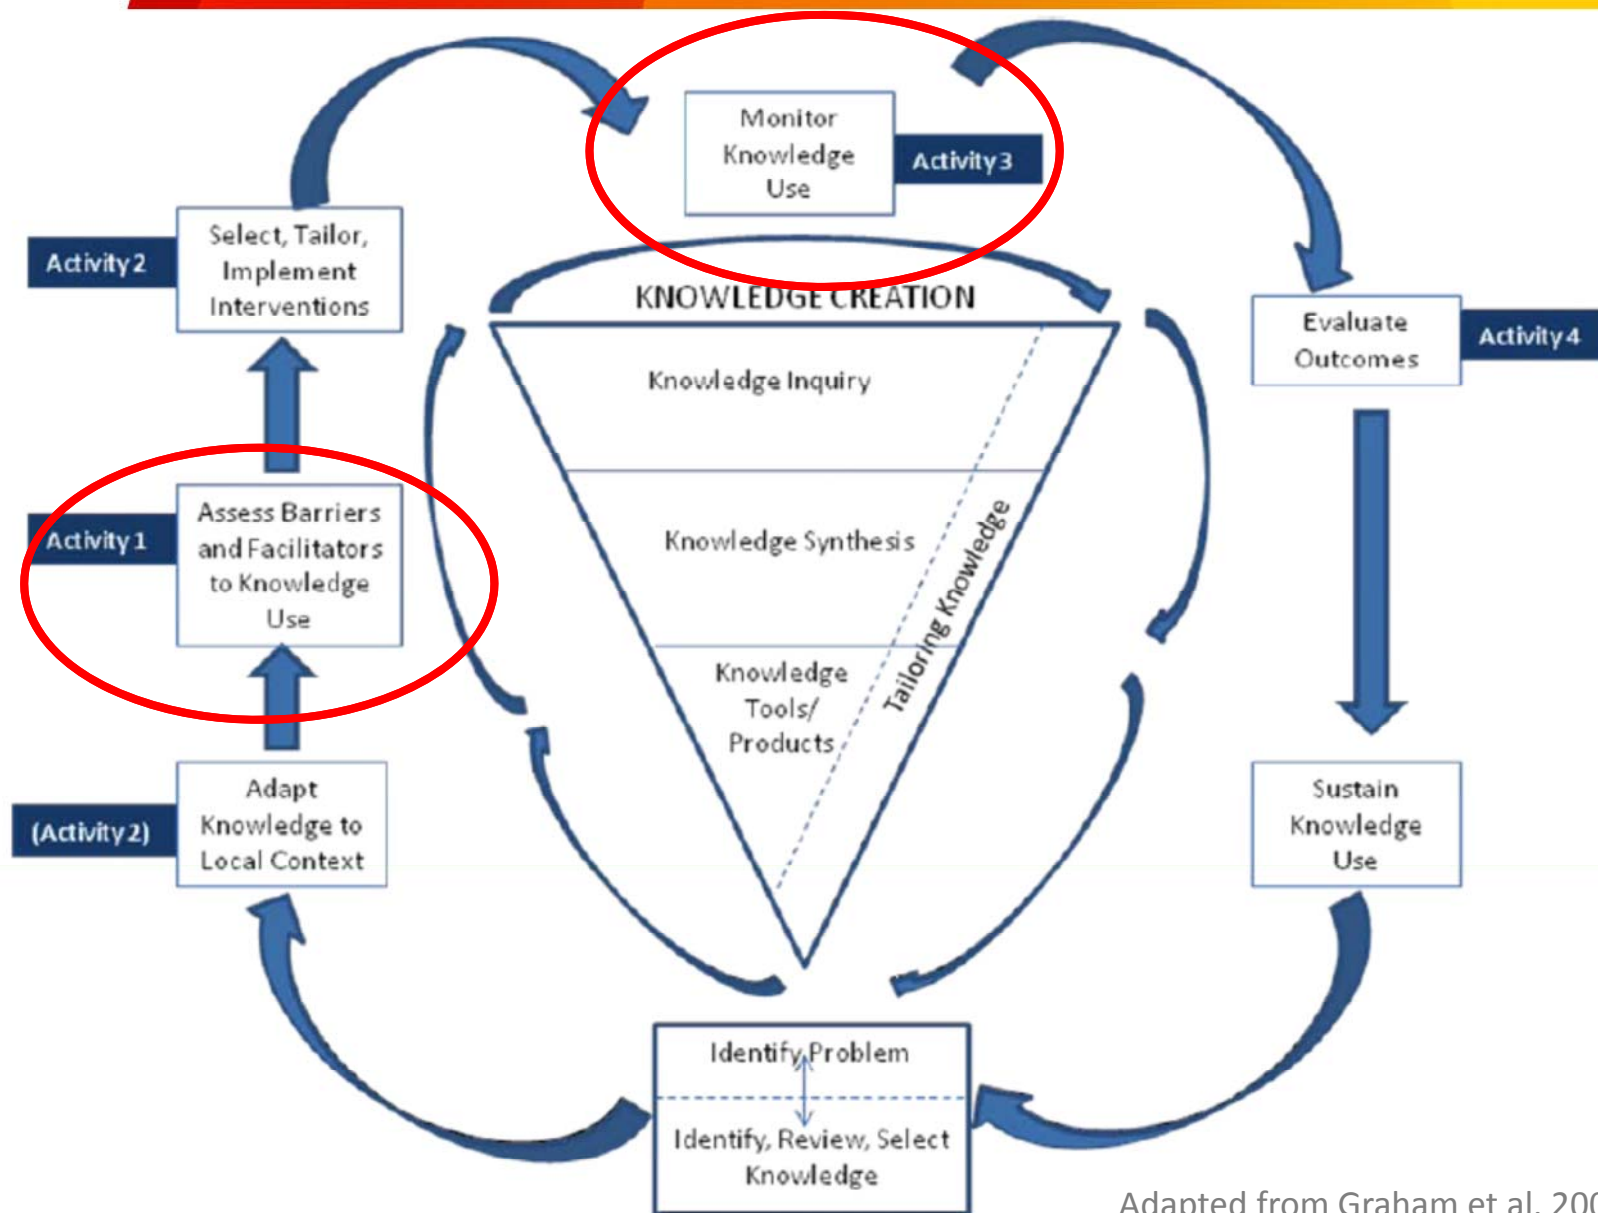 Monitor
Knowledge
Use
Activity 3
Select, Tailor,
Implement
Interventions
Activity 2
KNOWLEDGE CREATION
Evaluate
Outcomes
Activity 4
Knowledge Inquiry
Assess Barriers
and Facilitators
to Knowledge
Use
Activity 1
Knowledge Synthesis
Tailoring Knowledge
Knowledge
Tools/
Products
Adapt
Knowledge to
Local Context
(Activity 2)
Sustain
Knowledge
Use
Identify Problem
Identify, Review, Select
Knowledge
Adapted from Graham et al.